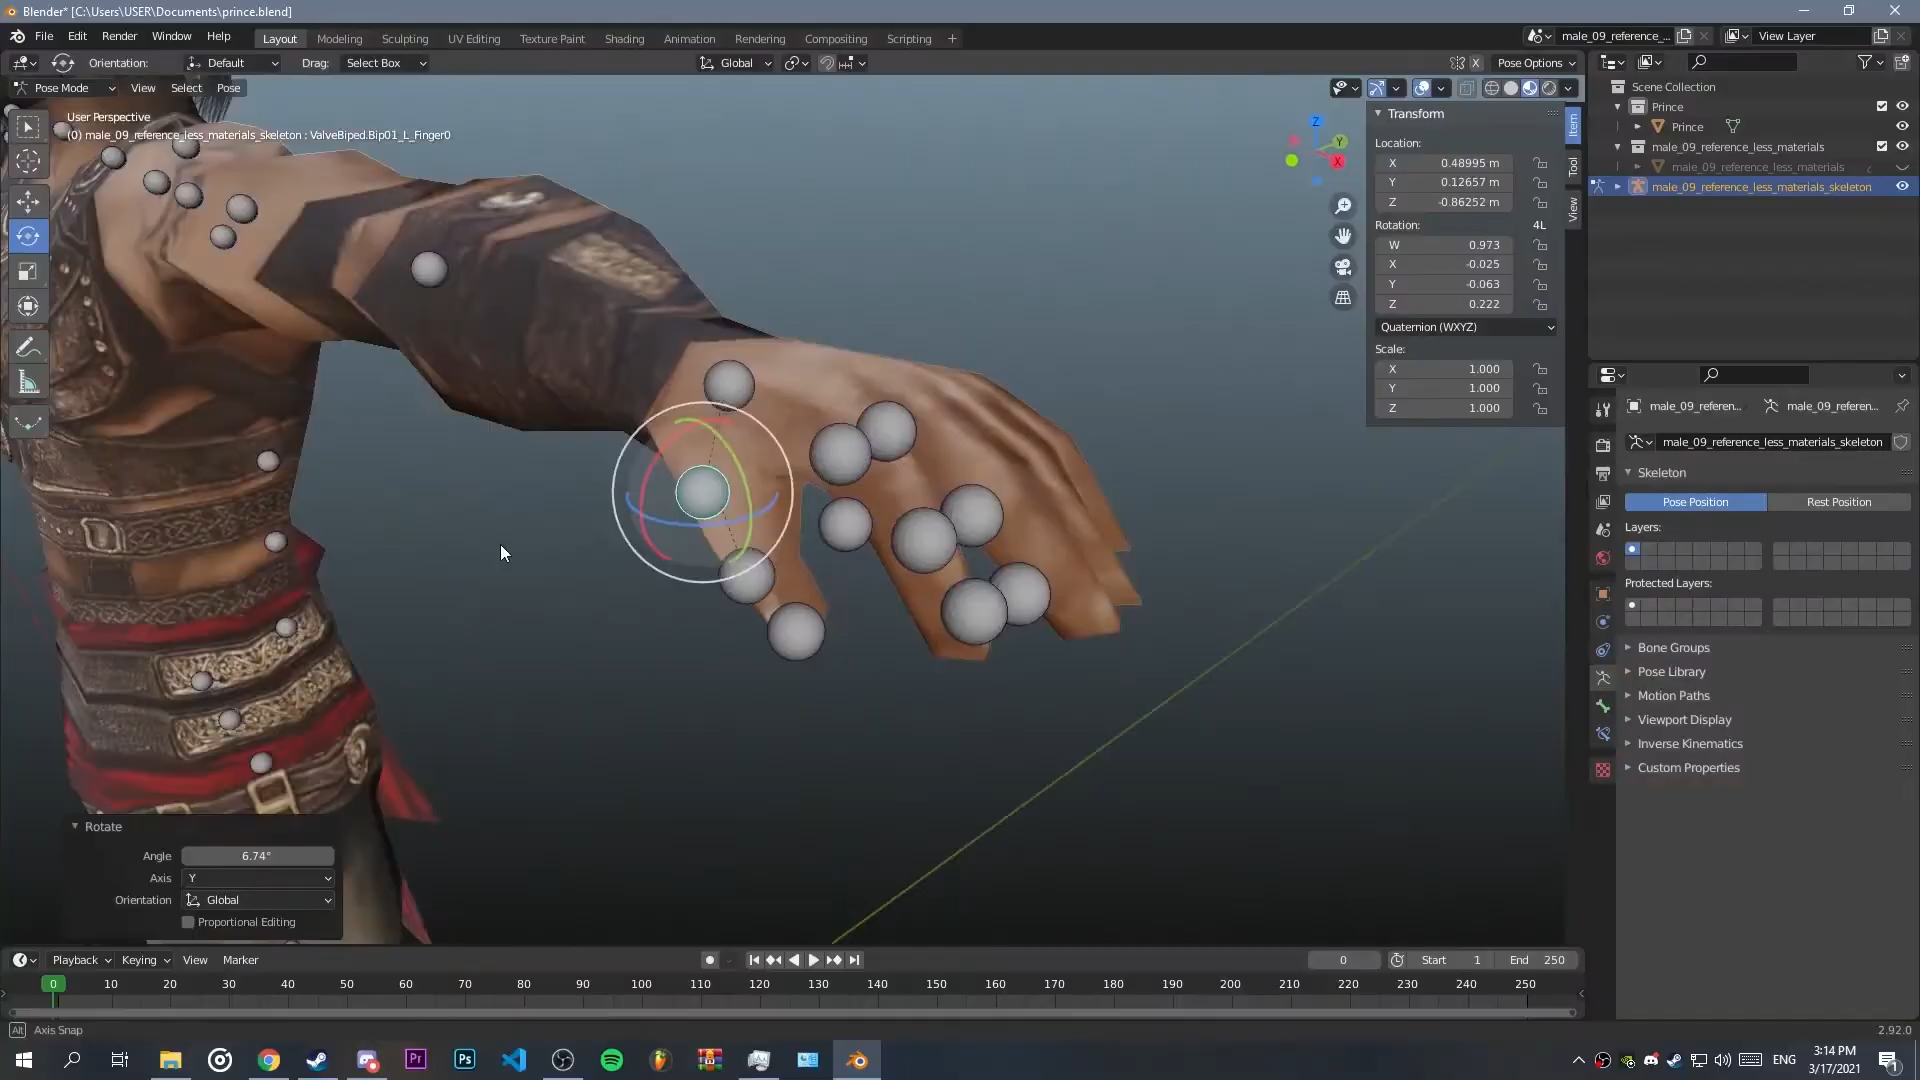 Blender* [C:\Users\USER\Documents\prince.blend]
File Edit Render Window Help Layout Modeling Sculpting UV Editing Texture Paint Shading Animation Rendering Compositing Scripting + male_09_reference_... View Layer
Orientation: Default Drag: Select Box Global X Pose Options
Pose Mode View Select Pose
User Perspective
(0) male_09_reference_less_materials_skeleton : ValveBiped.Bip01_L_Finger0
Z
Y
X
Transform
Location:
X 0.48995 m
Y 0.12657 m
Z -0.86252 m
Rotation: 4L
W 0.973
X -0.025
Y -0.063
Z 0.222
Quaternion (WXYZ)
Scale:
X 1.000
Y 1.000
Z 1.000
Item
Tool
View
Scene Collection
Prince
Prince
male_09_reference_less_materials
male_09_reference_less_materials
male_09_reference_less_materials_skeleton
male_09_referen... male_09_referen...
male_09_reference_less_materials_skeleton
Skeleton
Pose Position Rest Position
Layers:
Protected Layers:
Bone Groups
Pose Library
Motion Paths
Viewport Display
Inverse Kinematics
Custom Properties
Rotate
Angle 6.74°
Axis Y
Orientation Global
Proportional Editing
Playback Keying View Marker 0 Start 1 End 250
0 10 20 30 40 50 60 70 80 90 100 110 120 130 140 150 160 170 180 190 200 210 220 230 240 250
Alt Axis Snap 2.92.0
Pr Ps ENG 3:14 PM
3/17/2021 1